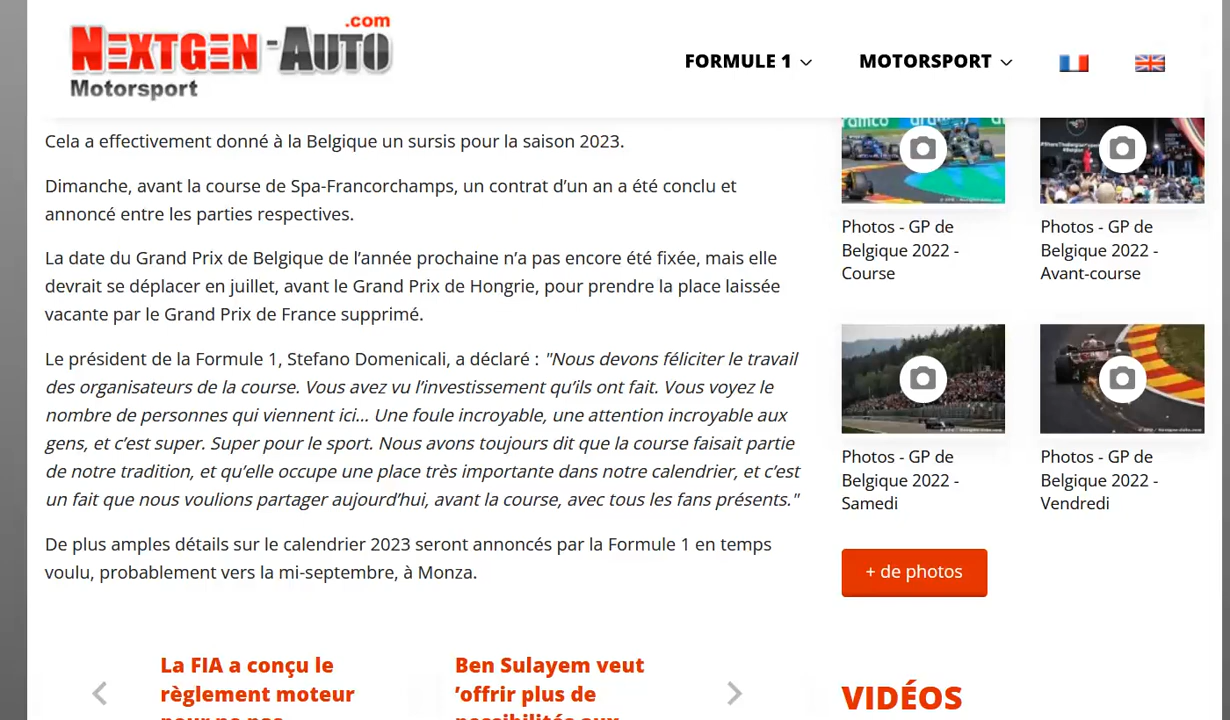 .com
NEXTGEN-AUTO
Motorsport
FORMULE 1
MOTORSPORT
Cela a effectivement donné à la Belgique un sursis pour la saison 2023.
Dimanche, avant la course de Spa-Francorchamps, un contrat d’un an a été conclu et
annoncé entre les parties respectives.
La date du Grand Prix de Belgique de l’année prochaine n’a pas encore été fixée, mais elle
devrait se déplacer en juillet, avant le Grand Prix de Hongrie, pour prendre la place laissée
vacante par le Grand Prix de France supprimé.
Le président de la Formule 1, Stefano Domenicali, a déclaré : "Nous devons féliciter le travail
des organisateurs de la course. Vous avez vu l’investissement qu’ils ont fait. Vous voyez le
nombre de personnes qui viennent ici... Une foule incroyable, une attention incroyable aux
gens, et c’est super. Super pour le sport. Nous avons toujours dit que la course faisait partie
de notre tradition, et qu’elle occupe une place très importante dans notre calendrier, et c’est
un fait que nous voulions partager aujourd’hui, avant la course, avec tous les fans présents."
De plus amples détails sur le calendrier 2023 seront annoncés par la Formule 1 en temps
voulu, probablement vers la mi-septembre, à Monza.
La FIA a conçu le
règlement moteur
pour ne pas
Ben Sulayem veut
’offrir plus de
possibilités aux
Photos - GP de
Belgique 2022 -
Course
Photos - GP de
Belgique 2022 -
Avant-course
Photos - GP de
Belgique 2022 -
Samedi
Photos - GP de
Belgique 2022 -
Vendredi
+ de photos
VIDÉOS